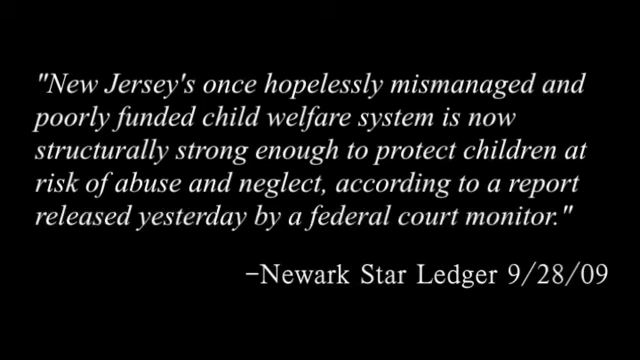 "New Jersey's once hopelessly mismanaged and
poorly funded child welfare system is now
structurally strong enough to protect children at
risk of abuse and neglect, according to a report
released yesterday by a federal court monitor."
-Newark Star Ledger 9/28/09